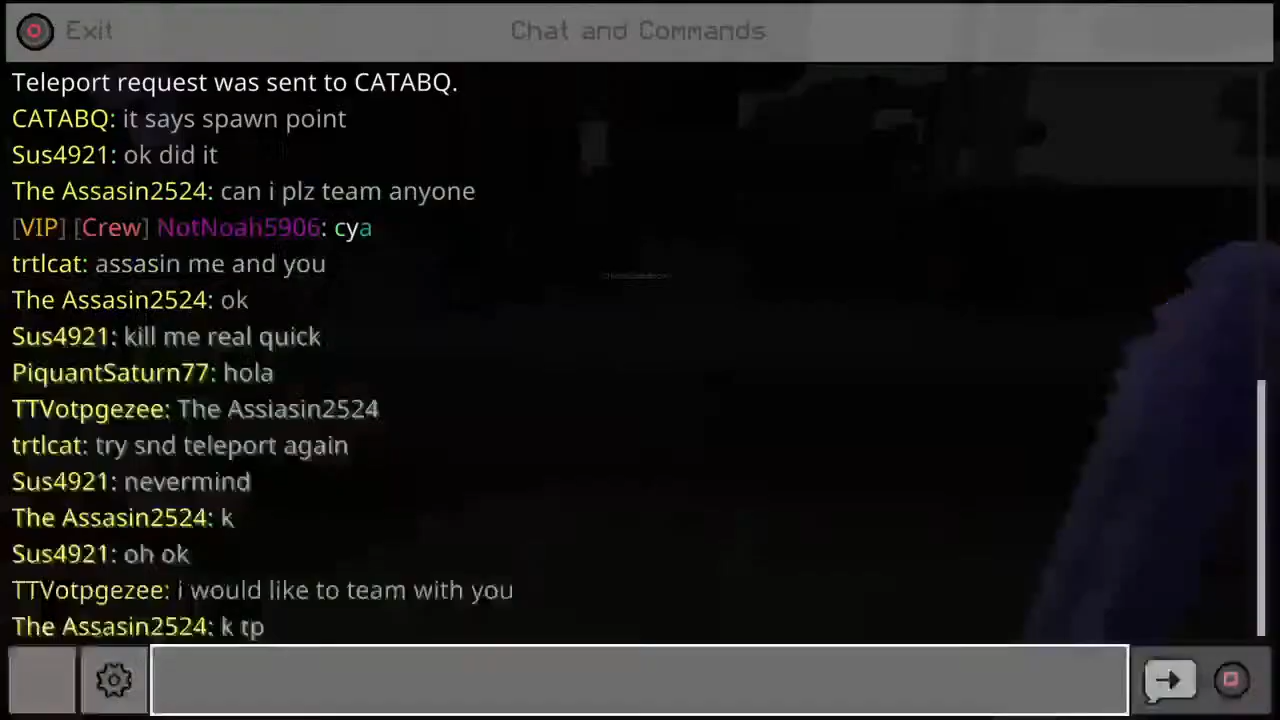 Exit
Chat and Commands
Teleport request was sent to CATABQ.
CATABQ: it says spawn point
Sus4921: ok did it
The Assasin2524: can i plz team anyone
[VIP] [Crew] NotNoah5906: cya
trtlcat: assasin me and you
The Assasin2524: ok
Sus4921: kill me real quick
PiquantSaturn77: hola
TTVotpgezee: The Assiasin2524
trtlcat: try snd teleport again
Sus4921: nevermind
The Assasin2524: k
Sus4921: oh ok
TTVotpgezee: i would like to team with you
The Assasin2524: k tp